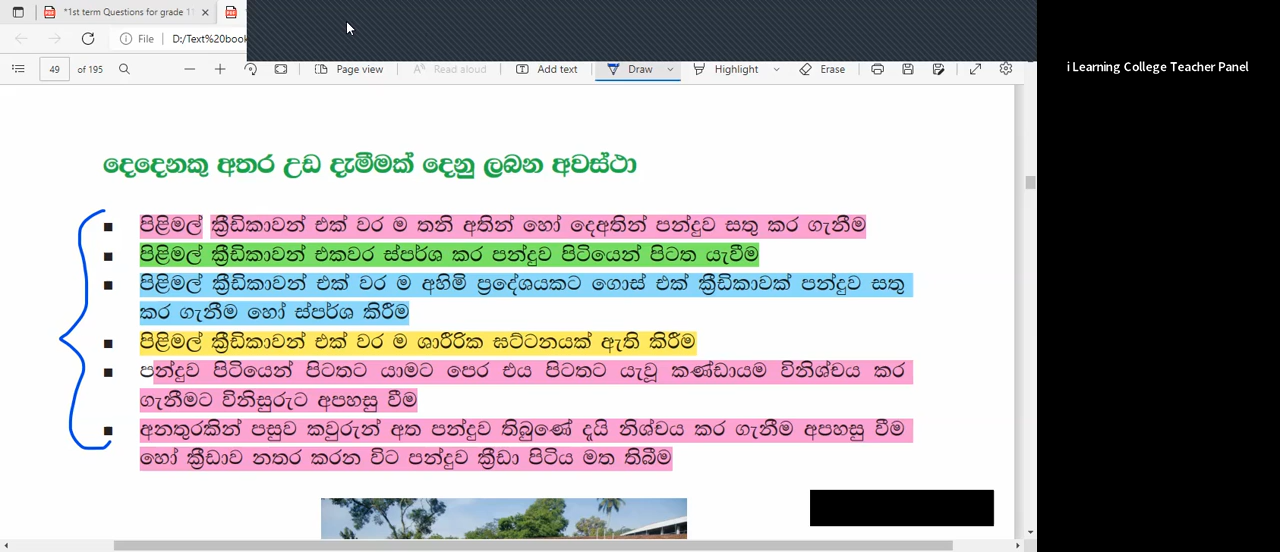 *1st term Questions for grade 11
File D:/Text%20book
49 of 195 Page view Read aloud Add text Draw Highlight Erase
i Learning College Teacher Panel
දෙදෙනකු අතර උඩ දැමීමක් දෙනු ලබන අවස්ථා
■ පිළිමල් ක්‍රීඩිකාවන් එක් වර ම තනි අතින් හෝ දෙඅතින් පන්දුව සතු කර ගැනීම
■ පිළිමල් ක්‍රීඩිකාවන් එකවර ස්පර්ශ කර පන්දුව පිටියෙන් පිටත යැවීම
■ පිළිමල් ක්‍රීඩිකාවන් එක් වර ම අහිමි ප්‍රදේශයකට ගොස් එක් ක්‍රීඩිකාවක් පන්දුව සතු
කර ගැනීම හෝ ස්පර්ශ කිරීම
■ පිළිමල් ක්‍රීඩිකාවන් එක් වර ම ශාරීරික ඝට්ටනයක් ඇති කිරීම
■ පන්දුව පිටියෙන් පිටතට යාමට පෙර එය පිටතට යැවූ කණ්ඩායම විනිශ්චය කර
ගැනීමට විනිසුරුට අපහසු වීම
■ අනතුරකින් පසුව කවුරුන් අත පන්දුව තිබුණේ දැයි නිශ්චය කර ගැනීම අපහසු වීම
හෝ ක්‍රීඩාව නතර කරන විට පන්දුව ක්‍රීඩා පිටිය මත තිබීම